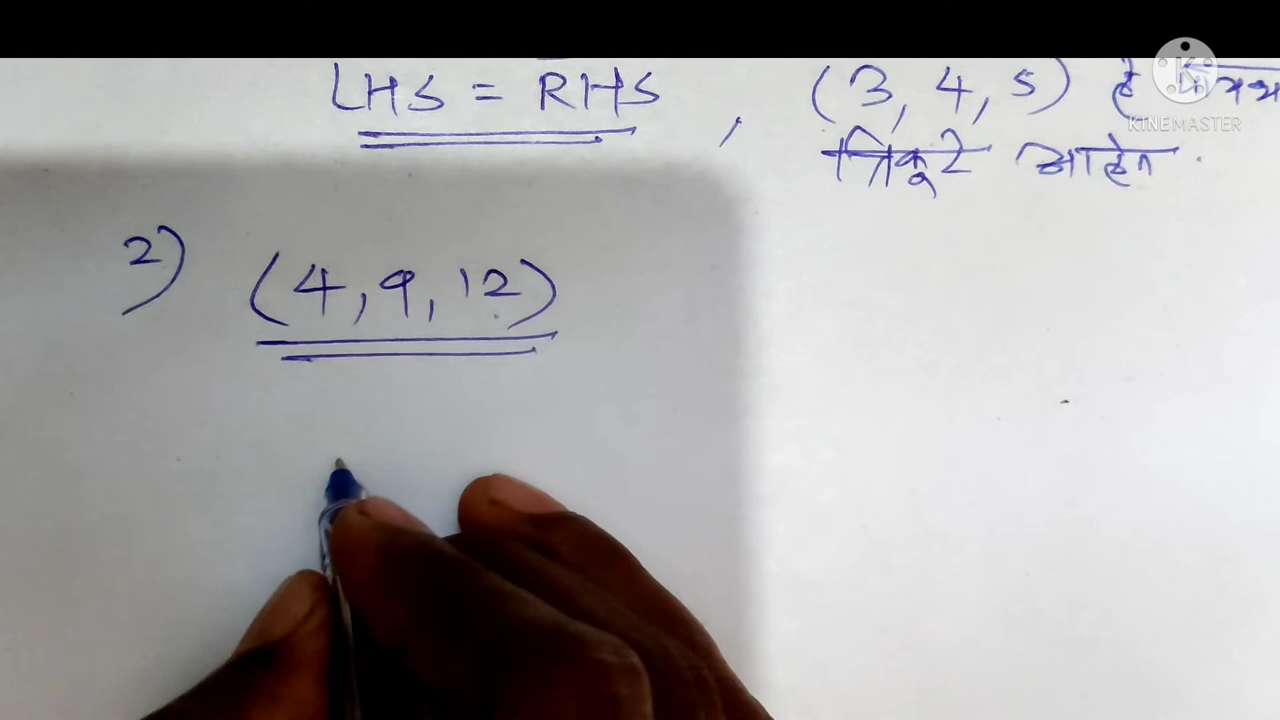 LHS = RHS , (3, 4, 5) हे
त्रिकूटे आहेत.
2) (4, 9, 12)
KINEMASTER